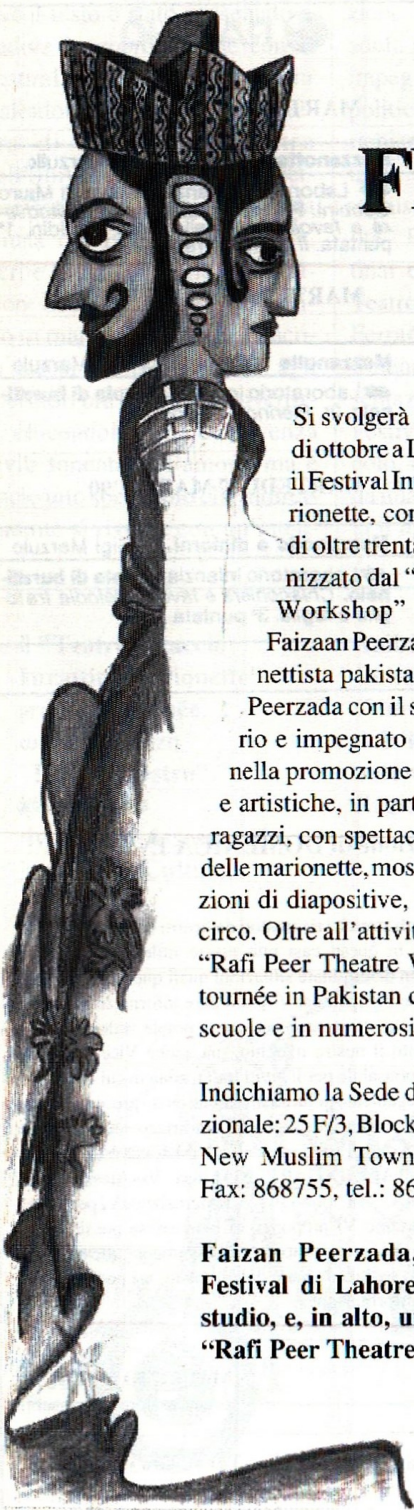 F
Si svolgerà
di ottobre a L
il Festival In
rionette, con
di oltre trenta
nizzato dal "
Workshop"
Faizaan Peerza
nettista pakista
Peerzada con il s
rio e impegnato
nella promozione
e artistiche, in part
ragazzi, con spettac
delle marionette, mos
zioni di diapositive,
circo. Oltre all'attivit
"Rafi Peer Theatre W
tournée in Pakistan c
scuole e in numerosi
Indichiamo la Sede d
zionale: 25 F/3, Block
New Muslim Town
Fax: 868755, tel.: 86
Faizan Peerzada,
Festival di Lahore
studio, e, in alto, u
"Rafi Peer Theatre